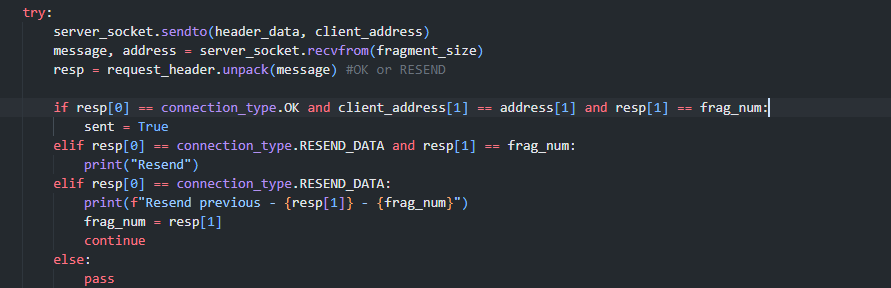 try:
server_socket.sendto(header_data, client_address)
message, address = server_socket.recvfrom(fragment_size)
resp = request_header.unpack(message) #OK or RESEND
if resp[0] == connection_type.OK and client_address[1] == address[1] and resp[1] == frag_num:
sent = True
elif resp[0] == connection_type.RESEND_DATA and resp[1] == frag_num:
print("Resend")
elif resp[0] == connection_type.RESEND_DATA:
print(f"Resend previous - {resp[1]} - {frag_num}")
frag_num = resp[1]
continue
else:
pass